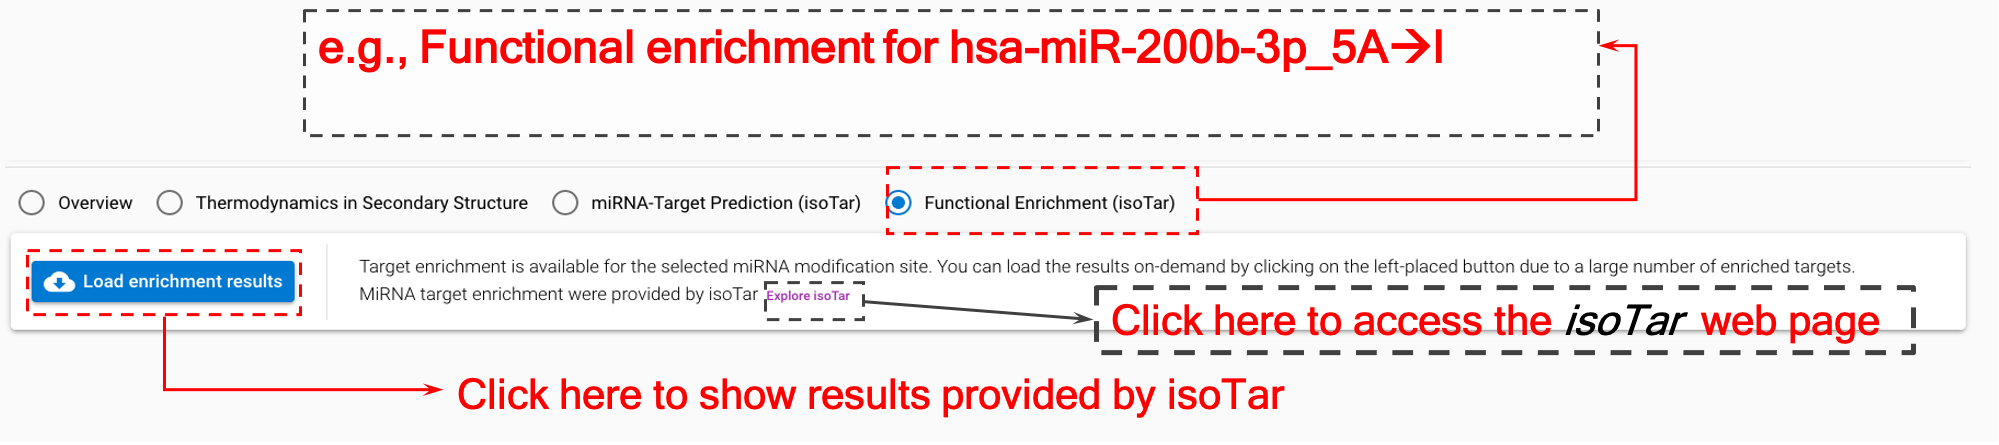 e.g., Functional enrichment for hsa-miR-200b-3p_5A→I
Overview
Thermodynamics in Secondary Structure
miRNA-Target Prediction (isoTar)
Functional Enrichment (isoTar)
Load enrichment results
Target enrichment is available for the selected miRNA modification site. You can load the results on-demand by clicking on the left-placed button due to a large number of enriched targets.
MiRNA target enrichment were provided by isoTar Explore isoTar
Click here to access the isoTar web page
Click here to show results provided by isoTar